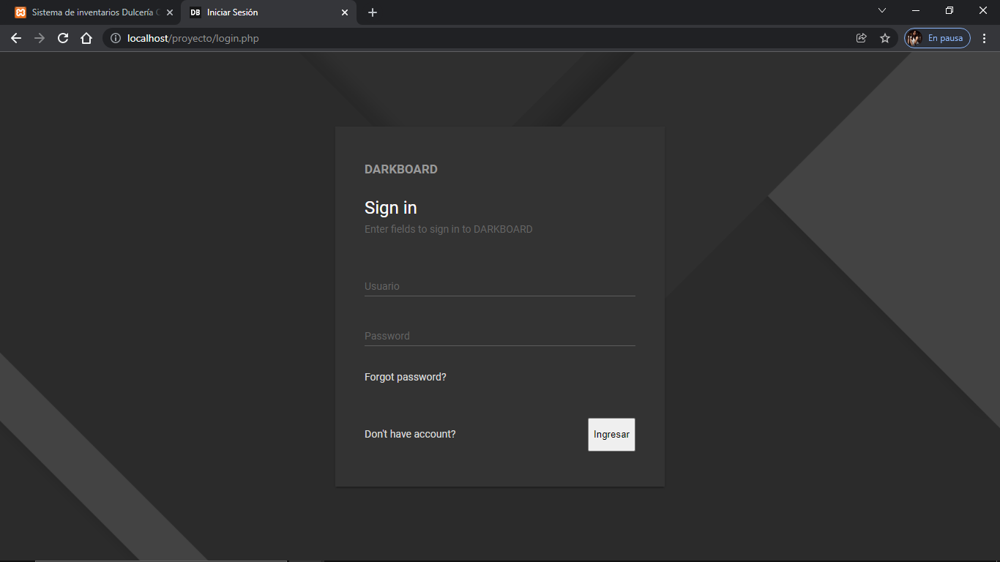 Sistema de inventarios Dulcería
DB Iniciar Sesión
localhost/proyecto/login.php
En pausa
DARKBOARD
Sign in
Enter fields to sign in to DARKBOARD
Usuario
Password
Forgot password?
Don't have account?
Ingresar